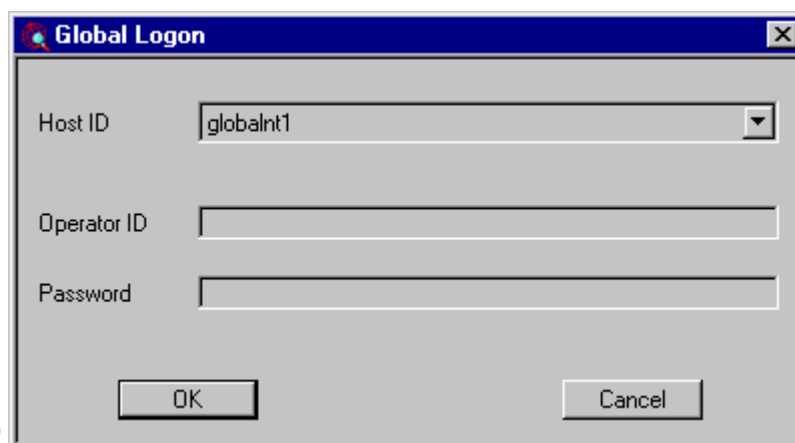 Global Logon
Host ID globalnt1
Operator ID
Password
OK Cancel